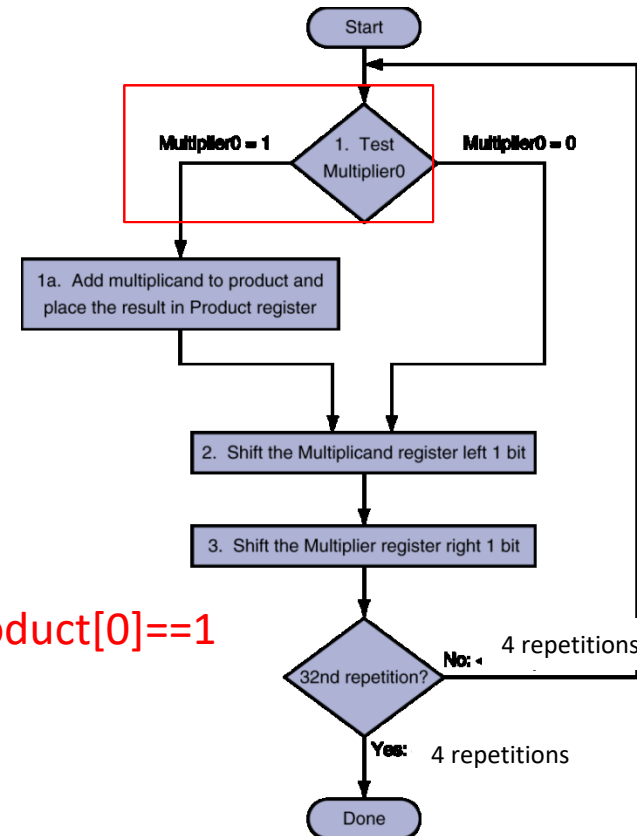 Start
Multiplier0 = 1
1. Test
Multiplier0
Multiplier0 = 0
1a. Add multiplicand to product and
place the result in Product register
2. Shift the Multiplicand register left 1 bit
3. Shift the Multiplier register right 1 bit
oduct[0]==1
32nd repetition?
No: < 4 repetitions
Yes: 4 repetitions
Done